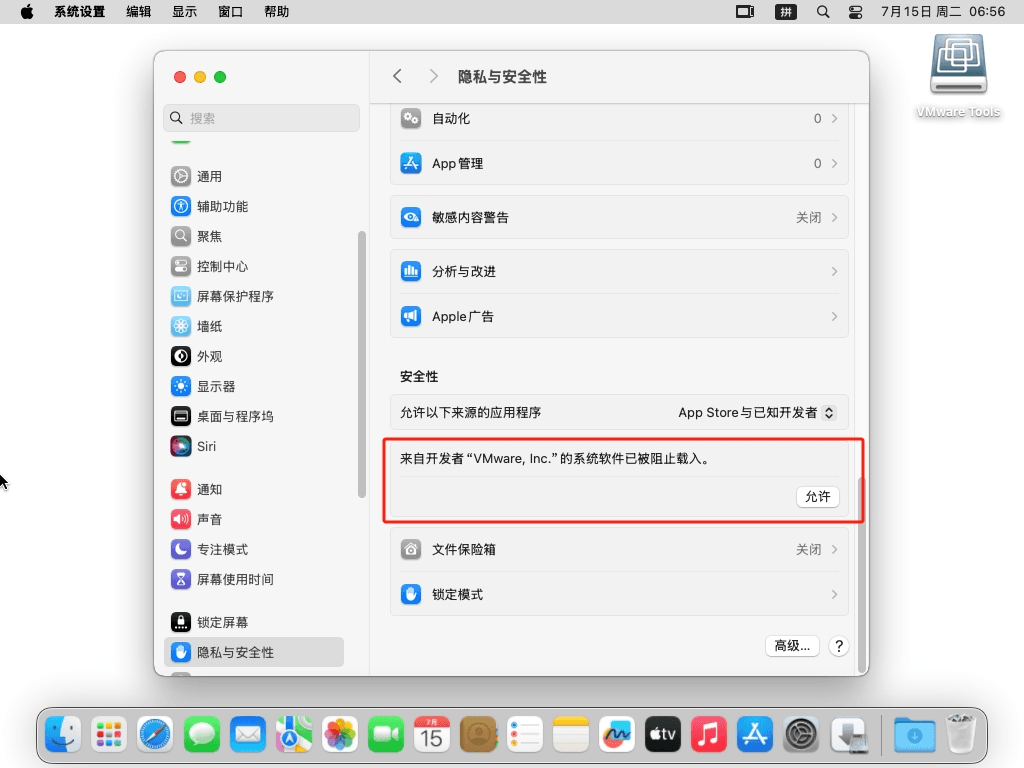 系统设置 编辑 显示 窗口 帮助 拼 7月15日 周二 06:56
VMware Tools
搜索
通用
辅助功能
聚焦
控制中心
屏幕保护程序
墙纸
外观
显示器
桌面与程序坞
Siri
通知
声音
专注模式
屏幕使用时间
锁定屏幕
隐私与安全性
隐私与安全性
自动化 0
App管理 0
敏感内容警告 关闭
分析与改进
Apple广告
安全性
允许以下来源的应用程序 App Store与已知开发者
来自开发者“VMware, Inc.”的系统软件已被阻止载入。
允许
文件保险箱 关闭
锁定模式
高级... ?
7月
15
tv